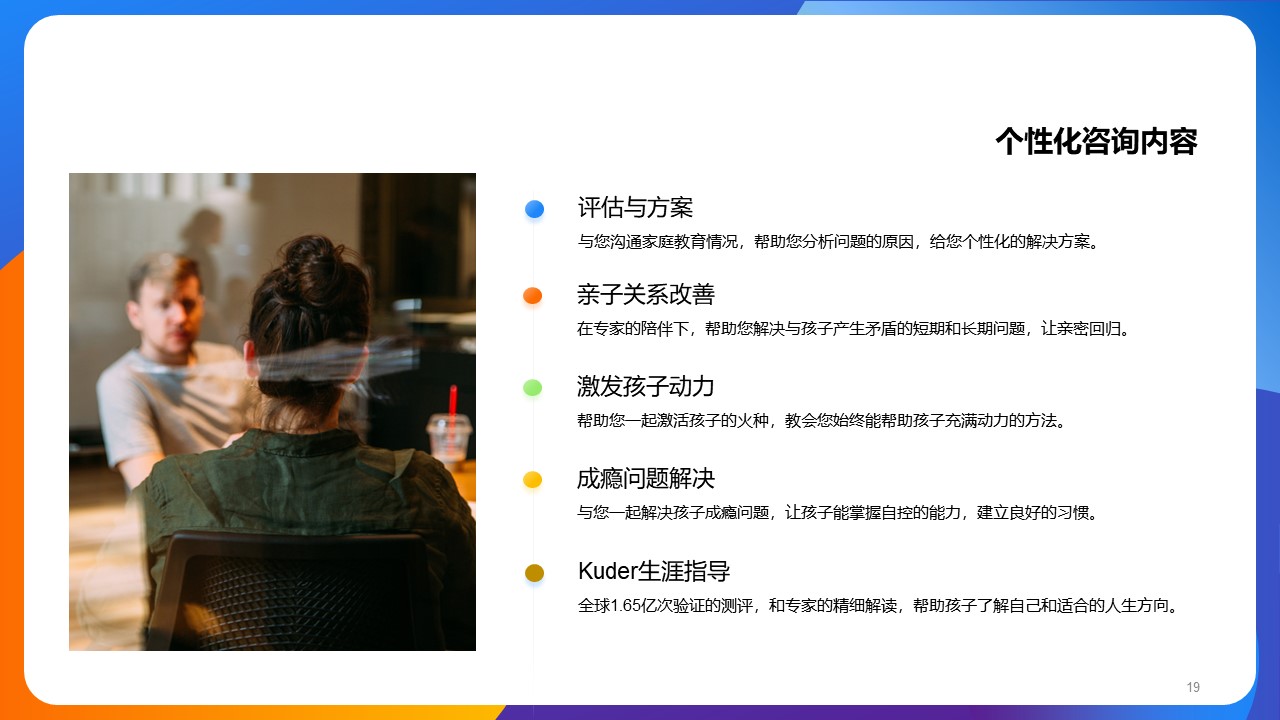 个性化咨询内容
评估与方案
与您沟通家庭教育情况，帮助您分析问题的原因，给您个性化的解决方案。
亲子关系改善
在专家的陪伴下，帮助您解决与孩子产生矛盾的短期和长期问题，让亲密回归。
激发孩子动力
帮助您一起激活孩子的火种，教会您始终能帮助孩子充满动力的方法。
成瘾问题解决
与您一起解决孩子成瘾问题，让孩子能掌握自控的能力，建立良好的习惯。
Kuder生涯指导
全球1.65亿次验证的测评，和专家的精细解读，帮助孩子了解自己和适合的人生方向。
19